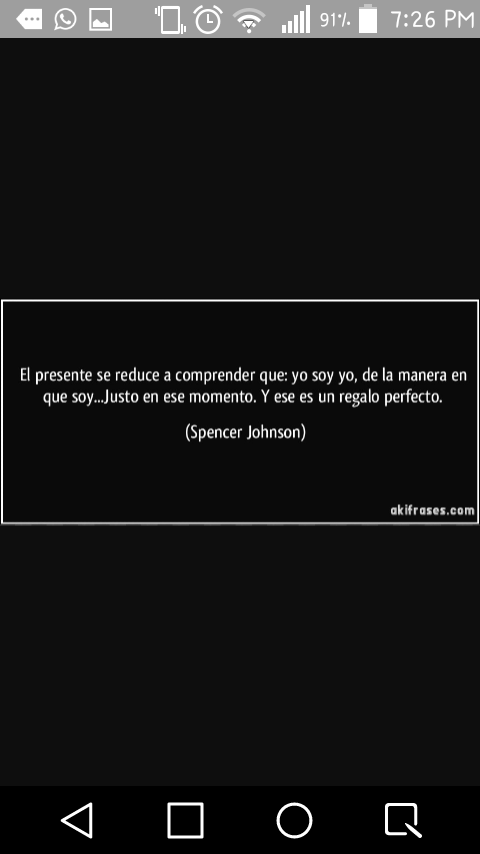 91% 7:26 PM
El presente se reduce a comprender que: yo soy yo, de la manera en
que soy...Justo en ese momento. Y ese es un regalo perfecto.
(Spencer Johnson)
akifrases.com